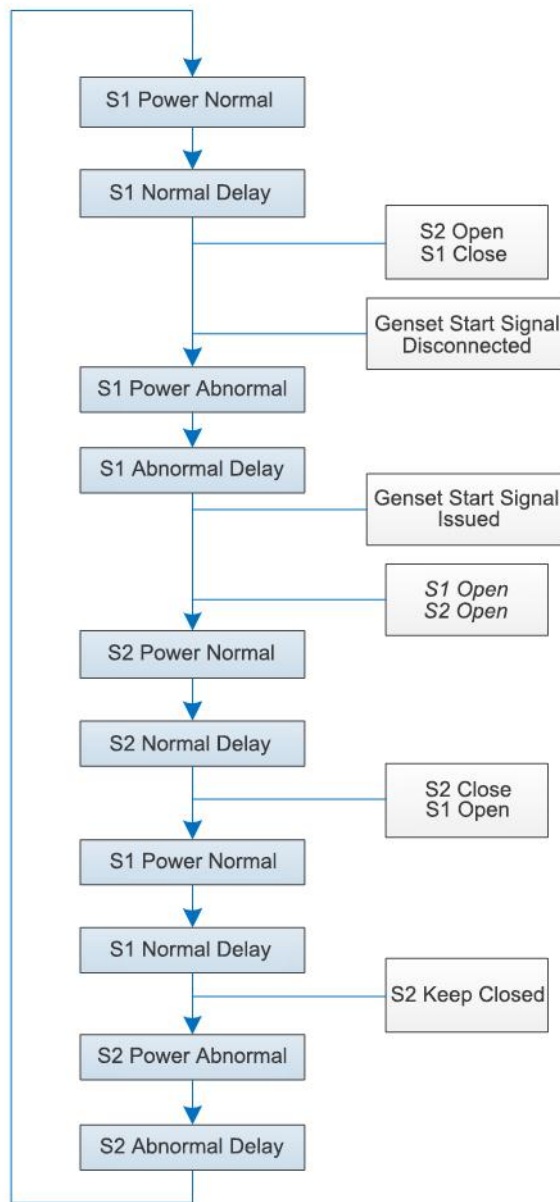 S1 Power Normal
S1 Normal Delay
S2 Open
S1 Close
Genset Start Signal
Disconnected
S1 Power Abnormal
S1 Abnormal Delay
Genset Start Signal
Issued
S1 Open
S2 Open
S2 Power Normal
S2 Normal Delay
S2 Close
S1 Open
S1 Power Normal
S1 Normal Delay
S2 Keep Closed
S2 Power Abnormal
S2 Abnormal Delay